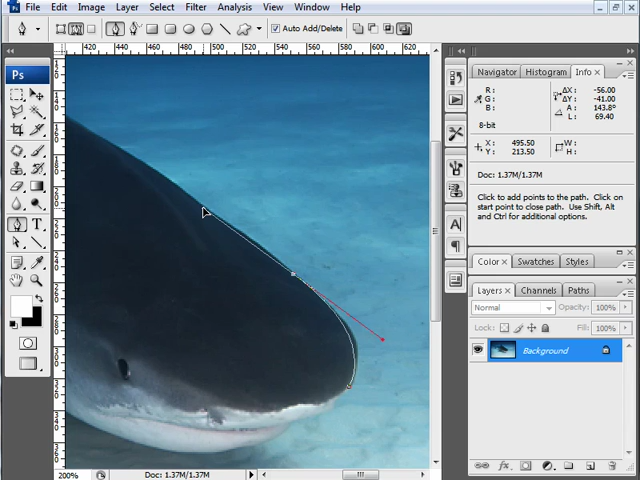 File Edit Image Layer Select Filter Analysis View Window Help
Auto Add/Delete
420 440 460 480 500 520 540 560 580 600 620
Ps
T
Navigator Histogram Info ×
R: ΔX: -56.00
G: ΔY: -41.00
B: A: 143.8°
L: 69.40
8-bit
X: 495.50 W:
Y: 213.50 H:
Doc: 1.37M/1.37M
Click to add points to the path. Click on
start point to close path. Use Shift, Alt
and Ctrl for additional options.
Color × Swatches Styles
Layers × Channels Paths
Normal Opacity: 100%
Lock: Fill: 100%
Background
200% Doc: 1.37M/1.37M